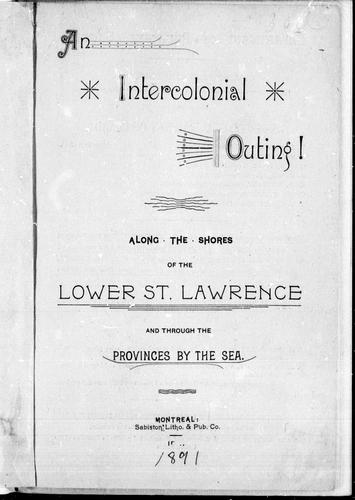 An
Intercolonial
Outing!
ALONG · THE · SHORES
OF THE
LOWER ST. LAWRENCE
AND THROUGH THE
PROVINCES BY THE SEA.
MONTREAL:
Sabiston Litho. & Pub. Co.
1891